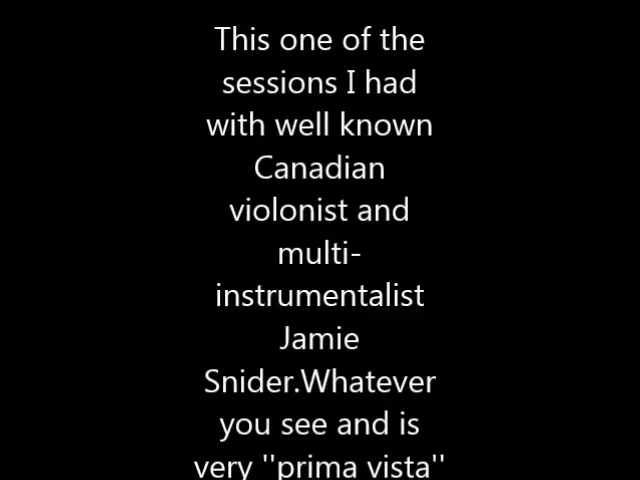 This one of the
sessions I had
with well known
Canadian
violonist and
multi-
instrumentalist
Jamie
Snider.Whatever
you see and is
very ''prima vista''